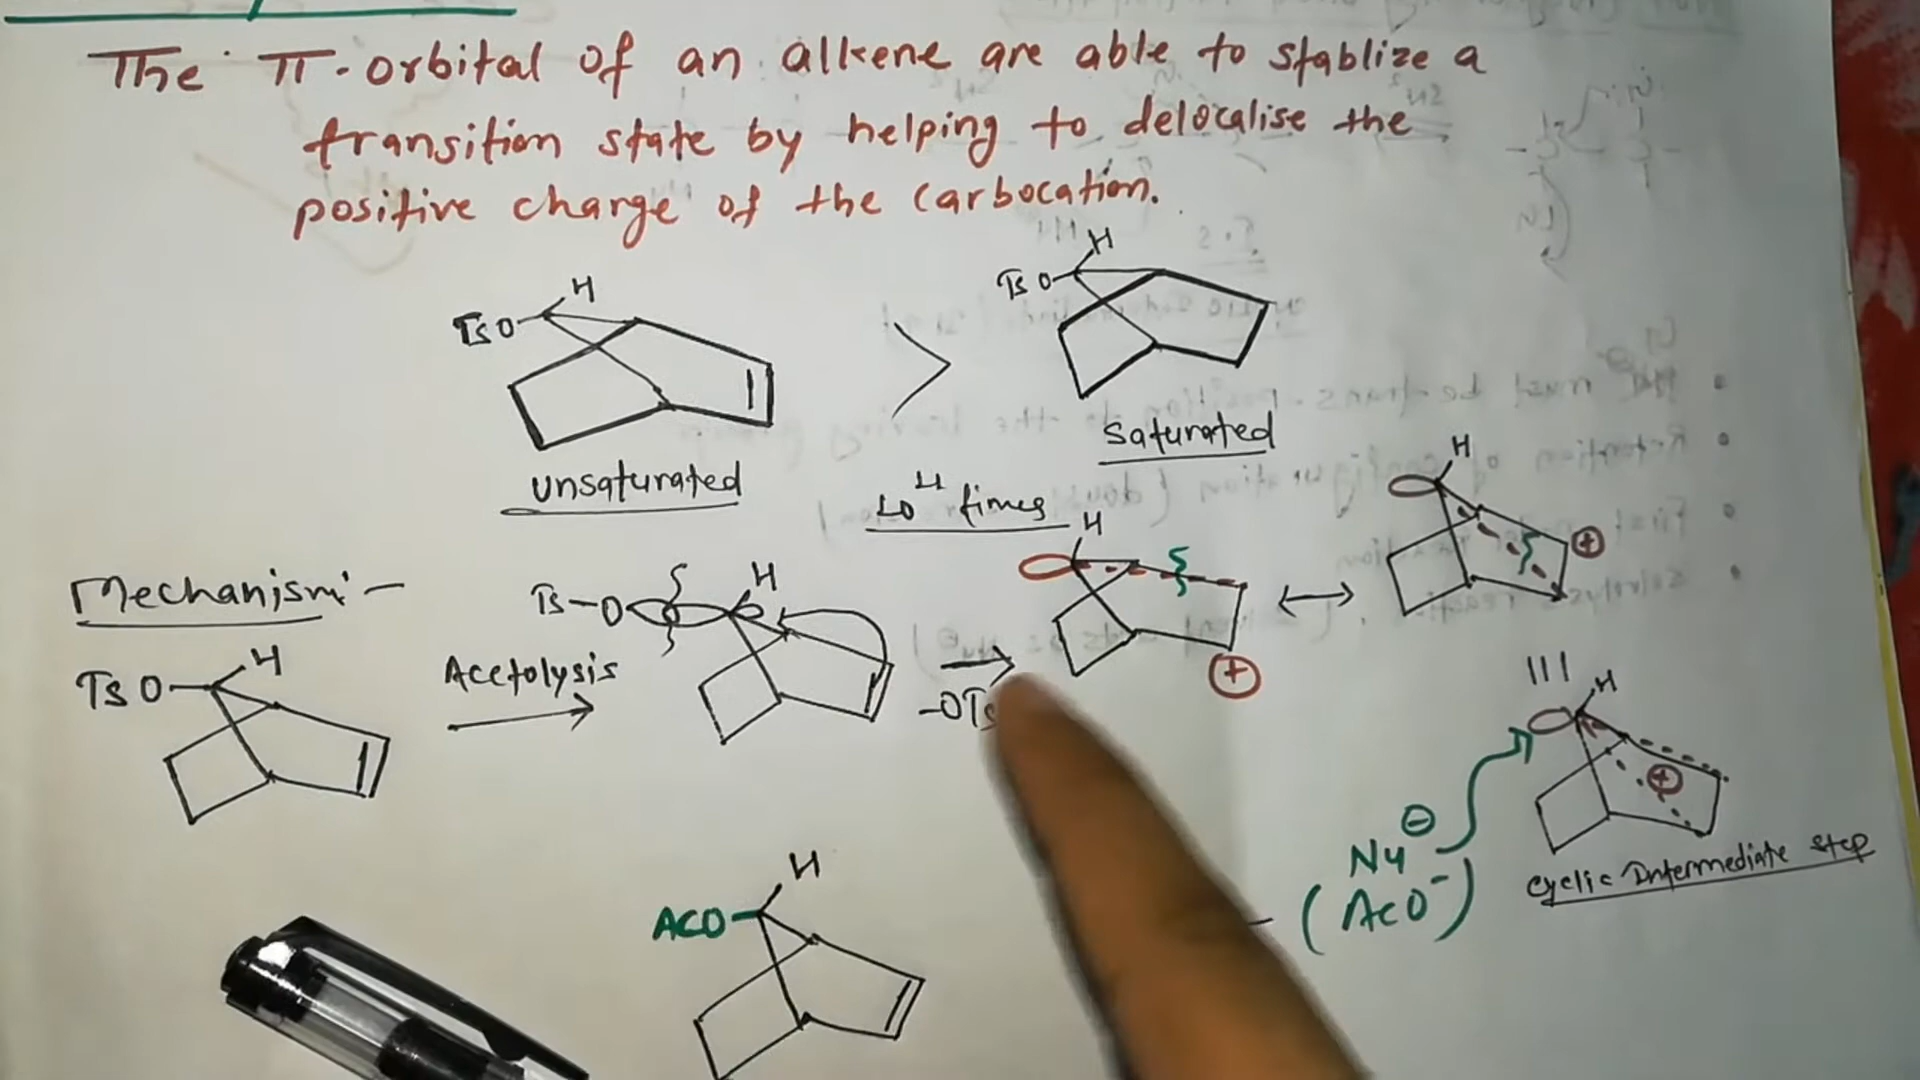 The π-orbital of an alkene are able to stablize a
transition state by helping to delocalise the
positive charge of the carbocation.
H
TsO
H
TsO
unsaturated
saturated
10¹¹ times
H
H
Mechanism:-
TsO
H
Acetolysis
Ts-O
H
-OTs
+
+
H
+
Nu⊖
(AcO⁻)
cyclic Intermediate step
H
ACO